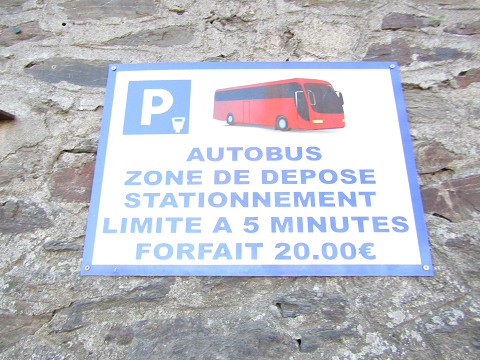 P
AUTOBUS
ZONE DE DEPOSE
STATIONNEMENT
LIMITE A 5 MINUTES
FORFAIT 20.00€